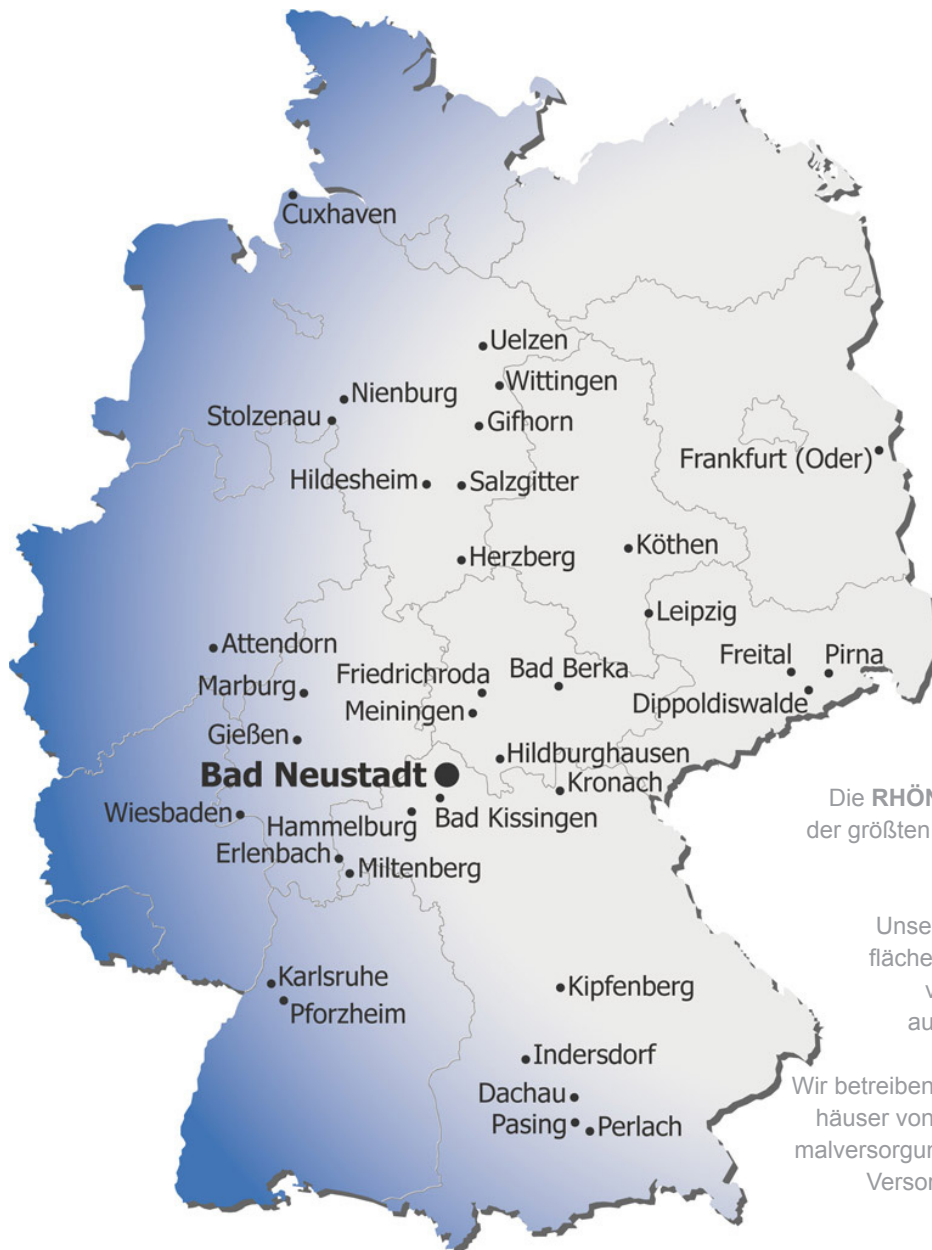 Cuxhaven
Uelzen
Wittingen
Nienburg
Stolzenau
Gifhorn
Frankfurt (Oder)
Hildesheim
Salzgitter
Köthen
Herzberg
Leipzig
Attendorn
Freital
Pirna
Bad Berka
Friedrichroda
Marburg
Dippoldiswalde
Meiningen
Gießen
Hildburghausen
Bad Neustadt
Kronach
Wiesbaden
Bad Kissingen
Hammelburg
Erlenbach
Miltenberg
Karlsruhe
Pforzheim
Kipfenberg
Indersdorf
Dachau
Pasing
Perlach
Die RHÖN
der größten
Unse
fläche
v
au
Wir betreiben
häuser von
malversorgun
Verso